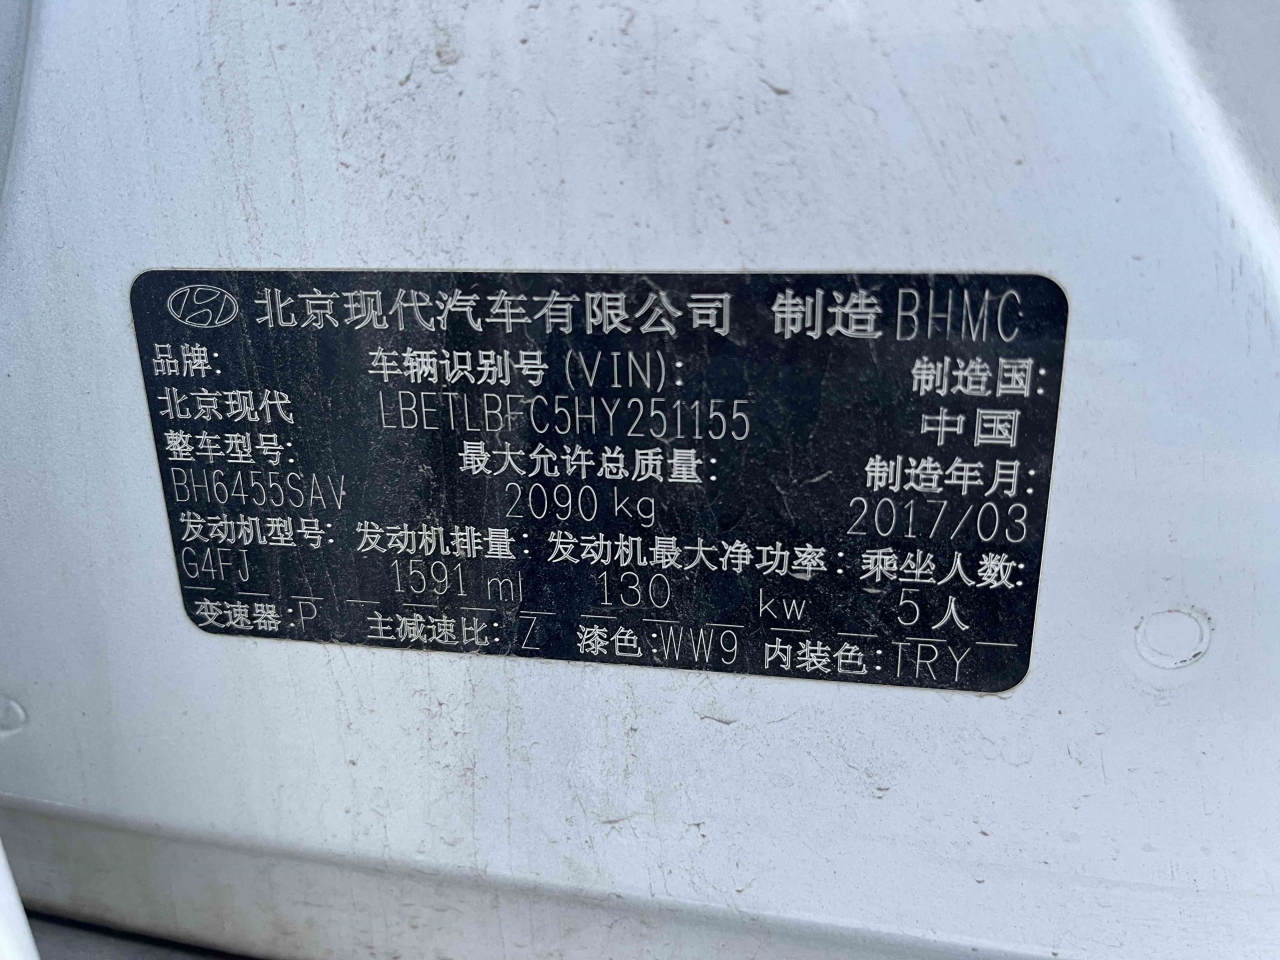 北京现代汽车有限公司 制造 BHMC
品牌: 车辆识别号(VIN): 制造国:
北京现代 LBETLBFC5HY251155 中国
整车型号: 最大允许总质量: 制造年月:
BH6455SAV 2090 kg 2017/03
发动机型号: 发动机排量: 发动机最大净功率: 乘坐人数:
G4FJ 1591 ml 130 kw 5人
变速器:P 主减速比: Z 漆色:WW9 内装色:TRY